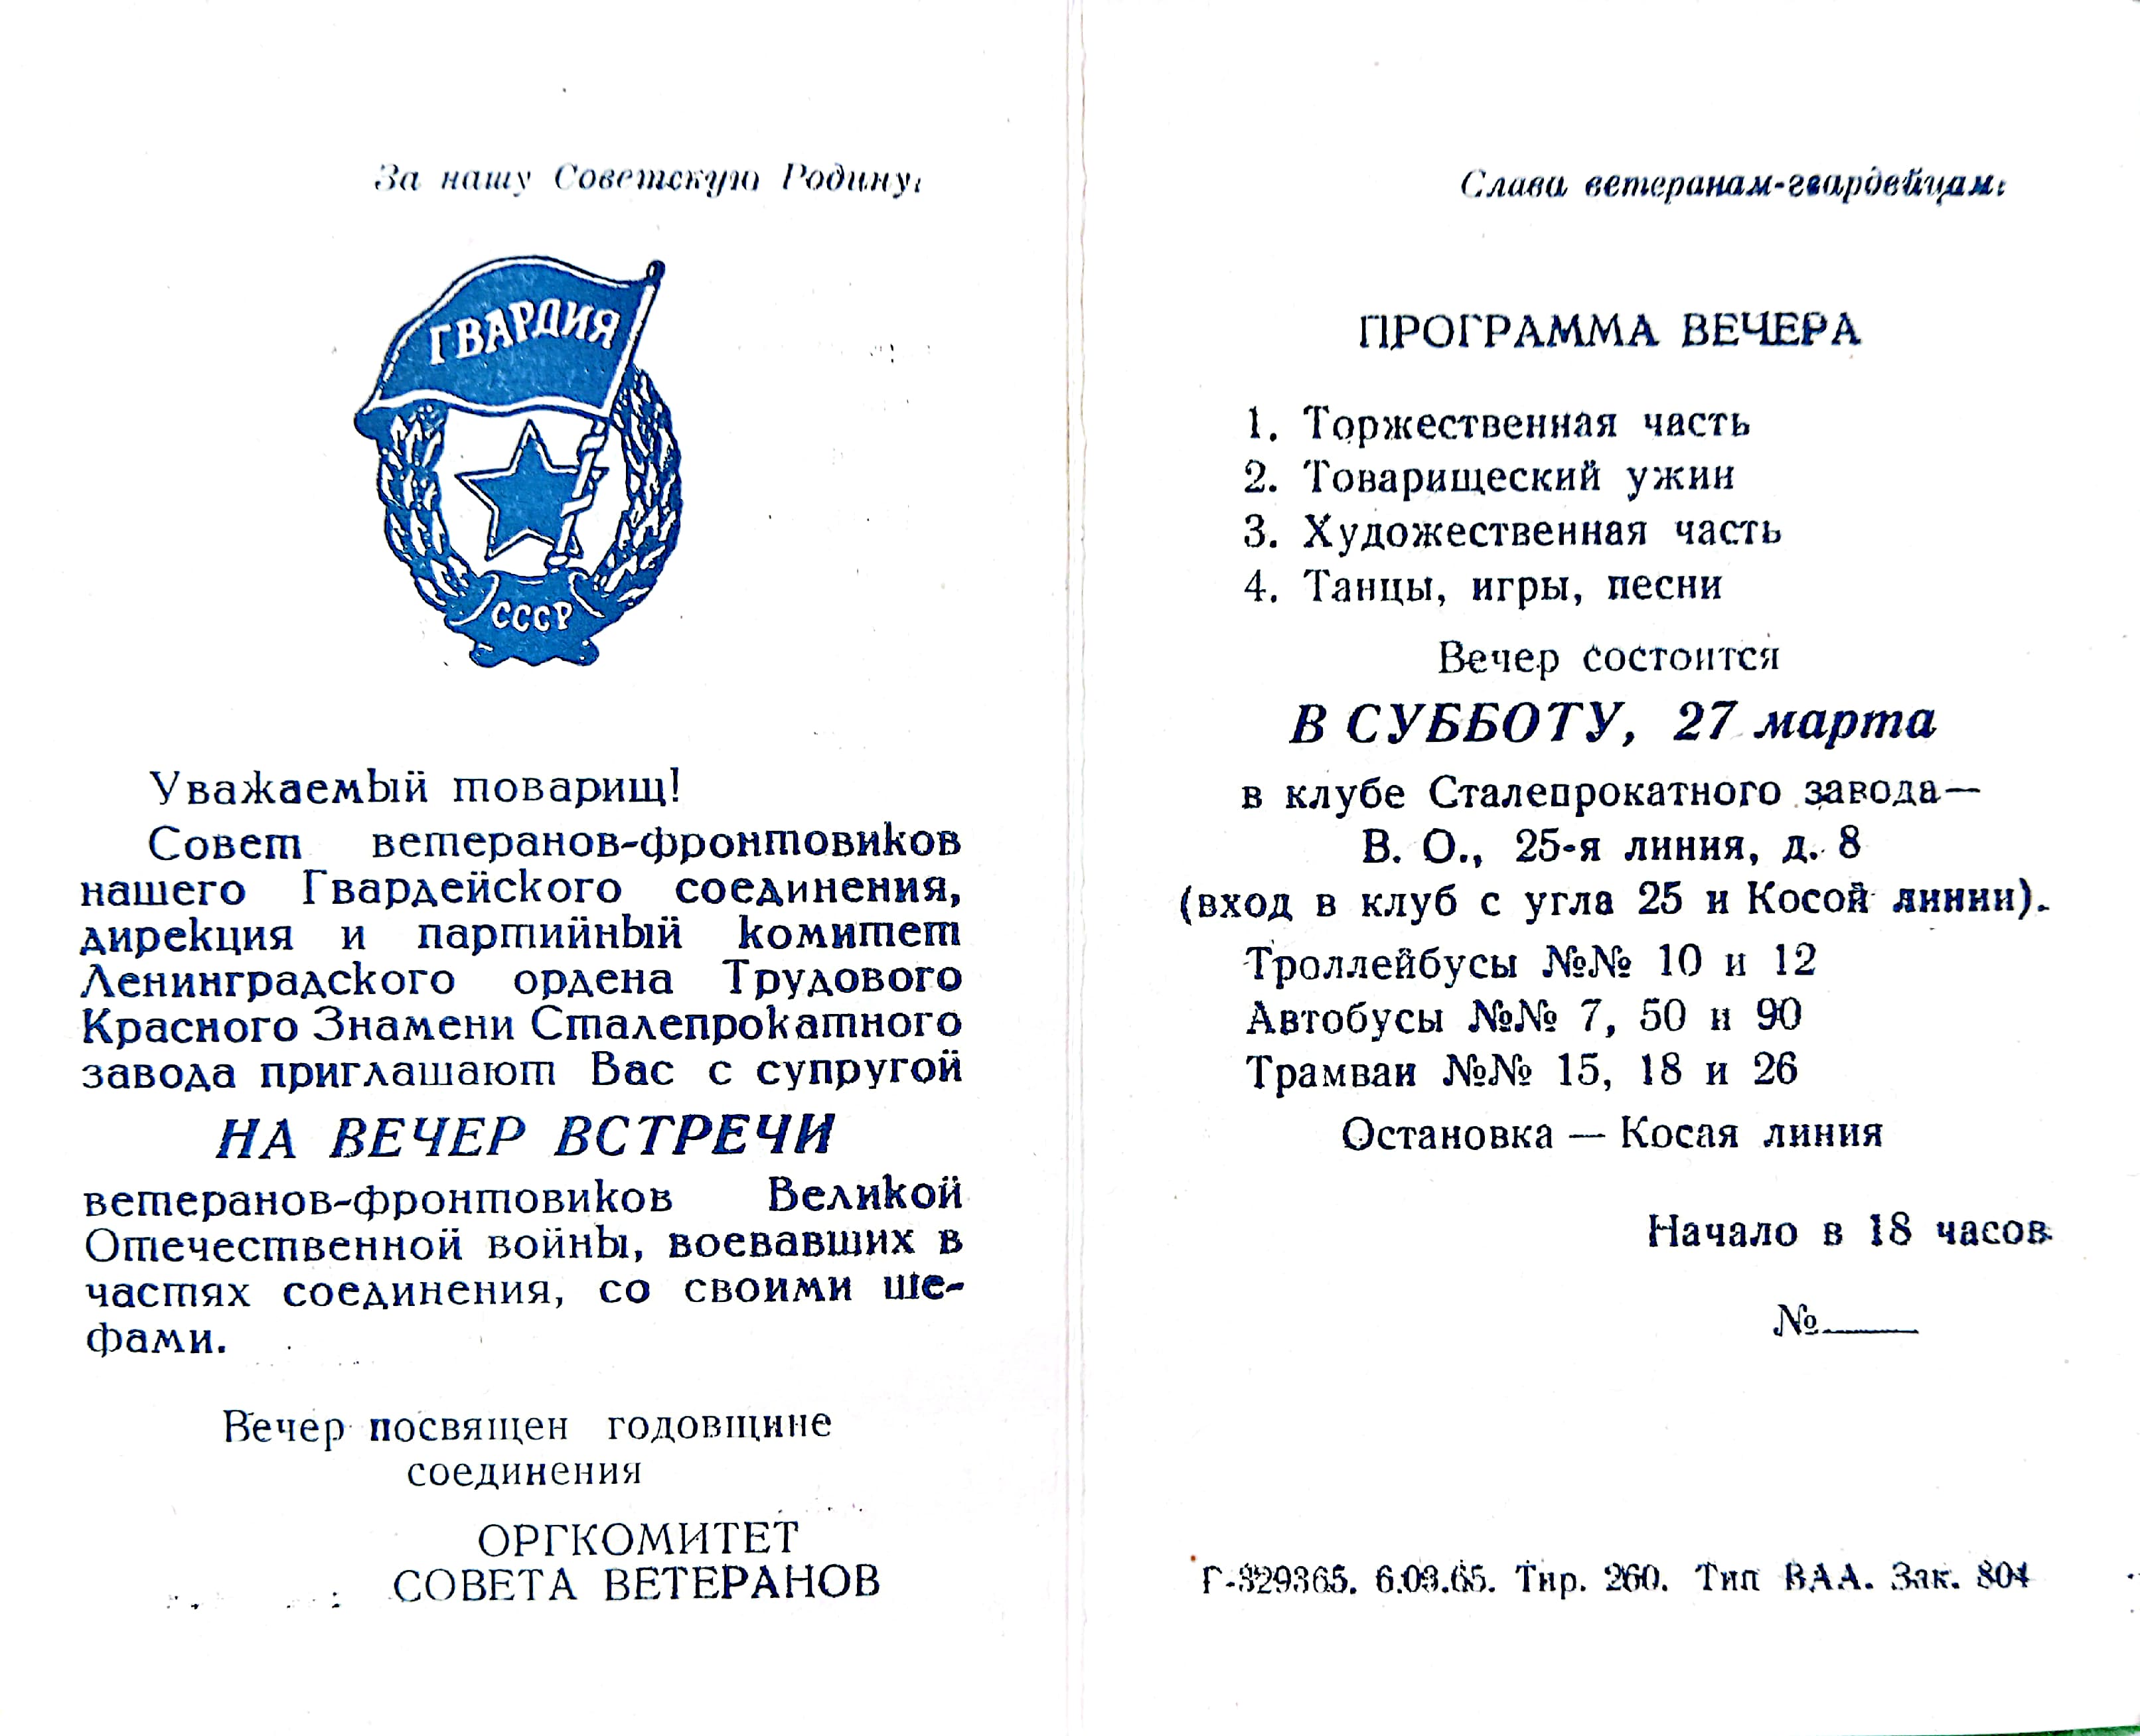 За нашу Советскую Родину!
ГВАРДИЯ
СССР
Уважаемый товарищ!
Совет ветеранов-фронтовиков
нашего Гвардейского соединения,
дирекция и партийный комитет
Ленинградского ордена Трудового
Красного Знамени Сталепрокатного
завода приглашают Вас с супругой
НА ВЕЧЕР ВСТРЕЧИ
ветеранов-фронтовиков Великой
Отечественной войны, воевавших в
частях соединения, со своими ше-
фами.
Вечер посвящен годовщине
соединения
ОРГКОМИТЕТ
СОВЕТА ВЕТЕРАНОВ
Слава ветеранам-гвардейцам!
ПРОГРАММА ВЕЧЕРА
1. Торжественная часть
2. Товарищеский ужин
3. Художественная часть
4. Танцы, игры, песни
Вечер состоится
В СУББОТУ, 27 марта
в клубе Сталепрокатного завода—
В. О., 25-я линия, д. 8
(вход в клуб с угла 25 и Косой линии).
Троллейбусы №№ 10 и 12
Автобусы №№ 7, 50 и 90
Трамваи №№ 15, 18 и 26
Остановка — Косая линия
Начало в 18 часов
№
Г-329365. 6.03.65. Тир. 260. Тип ВАА. Зак. 804